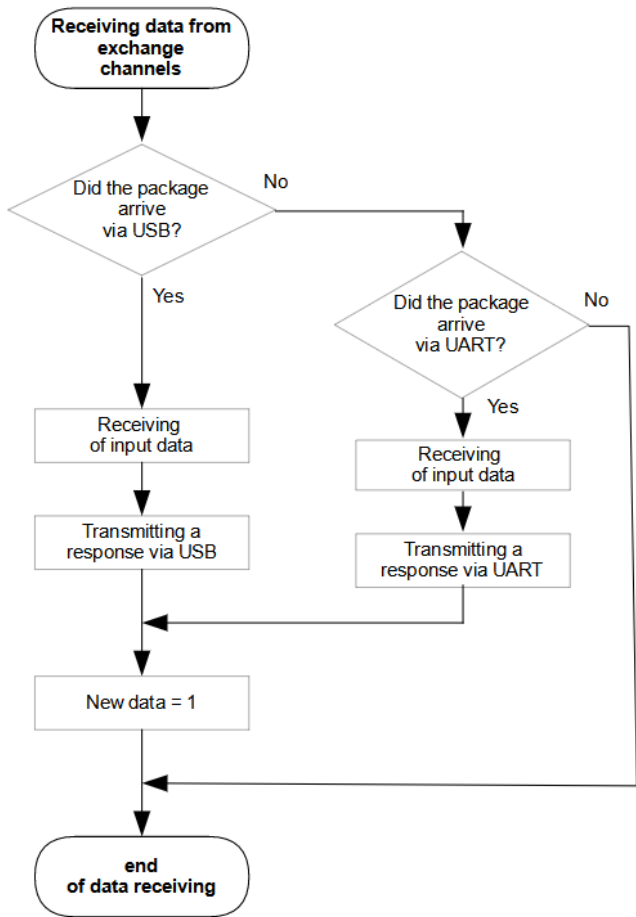 Receiving data from
exchange
channels
Did the package
arrive
via USB?
No
Yes
Did the package
arrive
via UART?
No
Yes
Receiving
of input data
Receiving
of input data
Transmitting a
response via USB
Transmitting a
response via UART
New data = 1
end
of data receiving